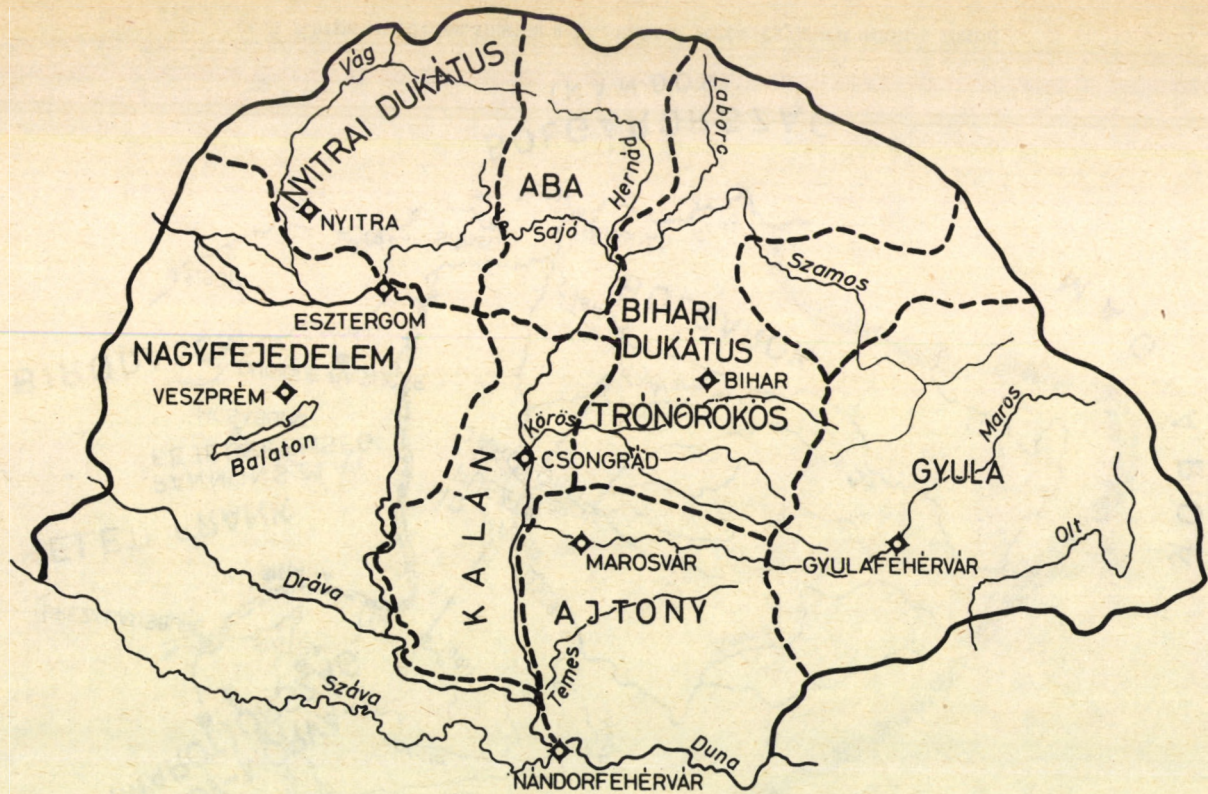 Vág
NYITRAI DUKÁTUS
Laborc
Hernád
ABA
NYITRA
Sajó
Szamos
ESZTERGOM
BIHARI
DUKÁTUS
NAGYFEJEDELEM
BIHAR
VESZPRÉM
TRÓNÖRÖKÖS
Maros
Körös
Balaton
CSONGRÁD
GYULA
KALÁN
Olt
MAROSVÁR
GYULAFEHÉRVÁR
Dráva
AJTONY
Temes
Száva
Duna
NÁNDORFEHÉRVÁR